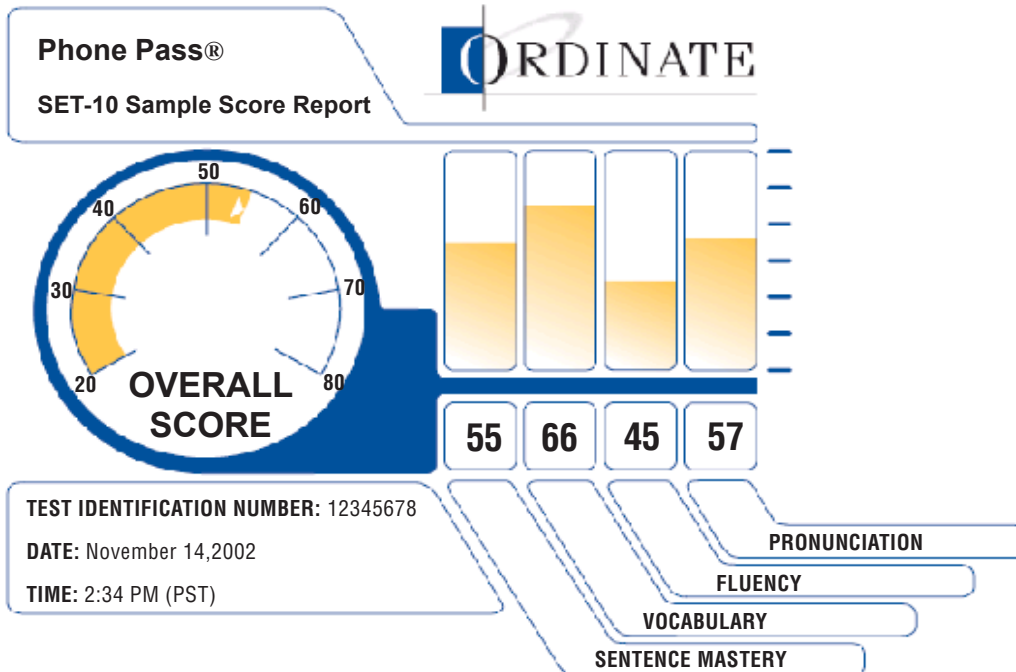 Phone Pass®
SET-10 Sample Score Report
ORDINATE
50
40
60
30
70
20
80
OVERALL
SCORE
55 66 45 57
TEST IDENTIFICATION NUMBER: 12345678
DATE: November 14,2002
TIME: 2:34 PM (PST)
PRONUNCIATION
FLUENCY
VOCABULARY
SENTENCE MASTERY